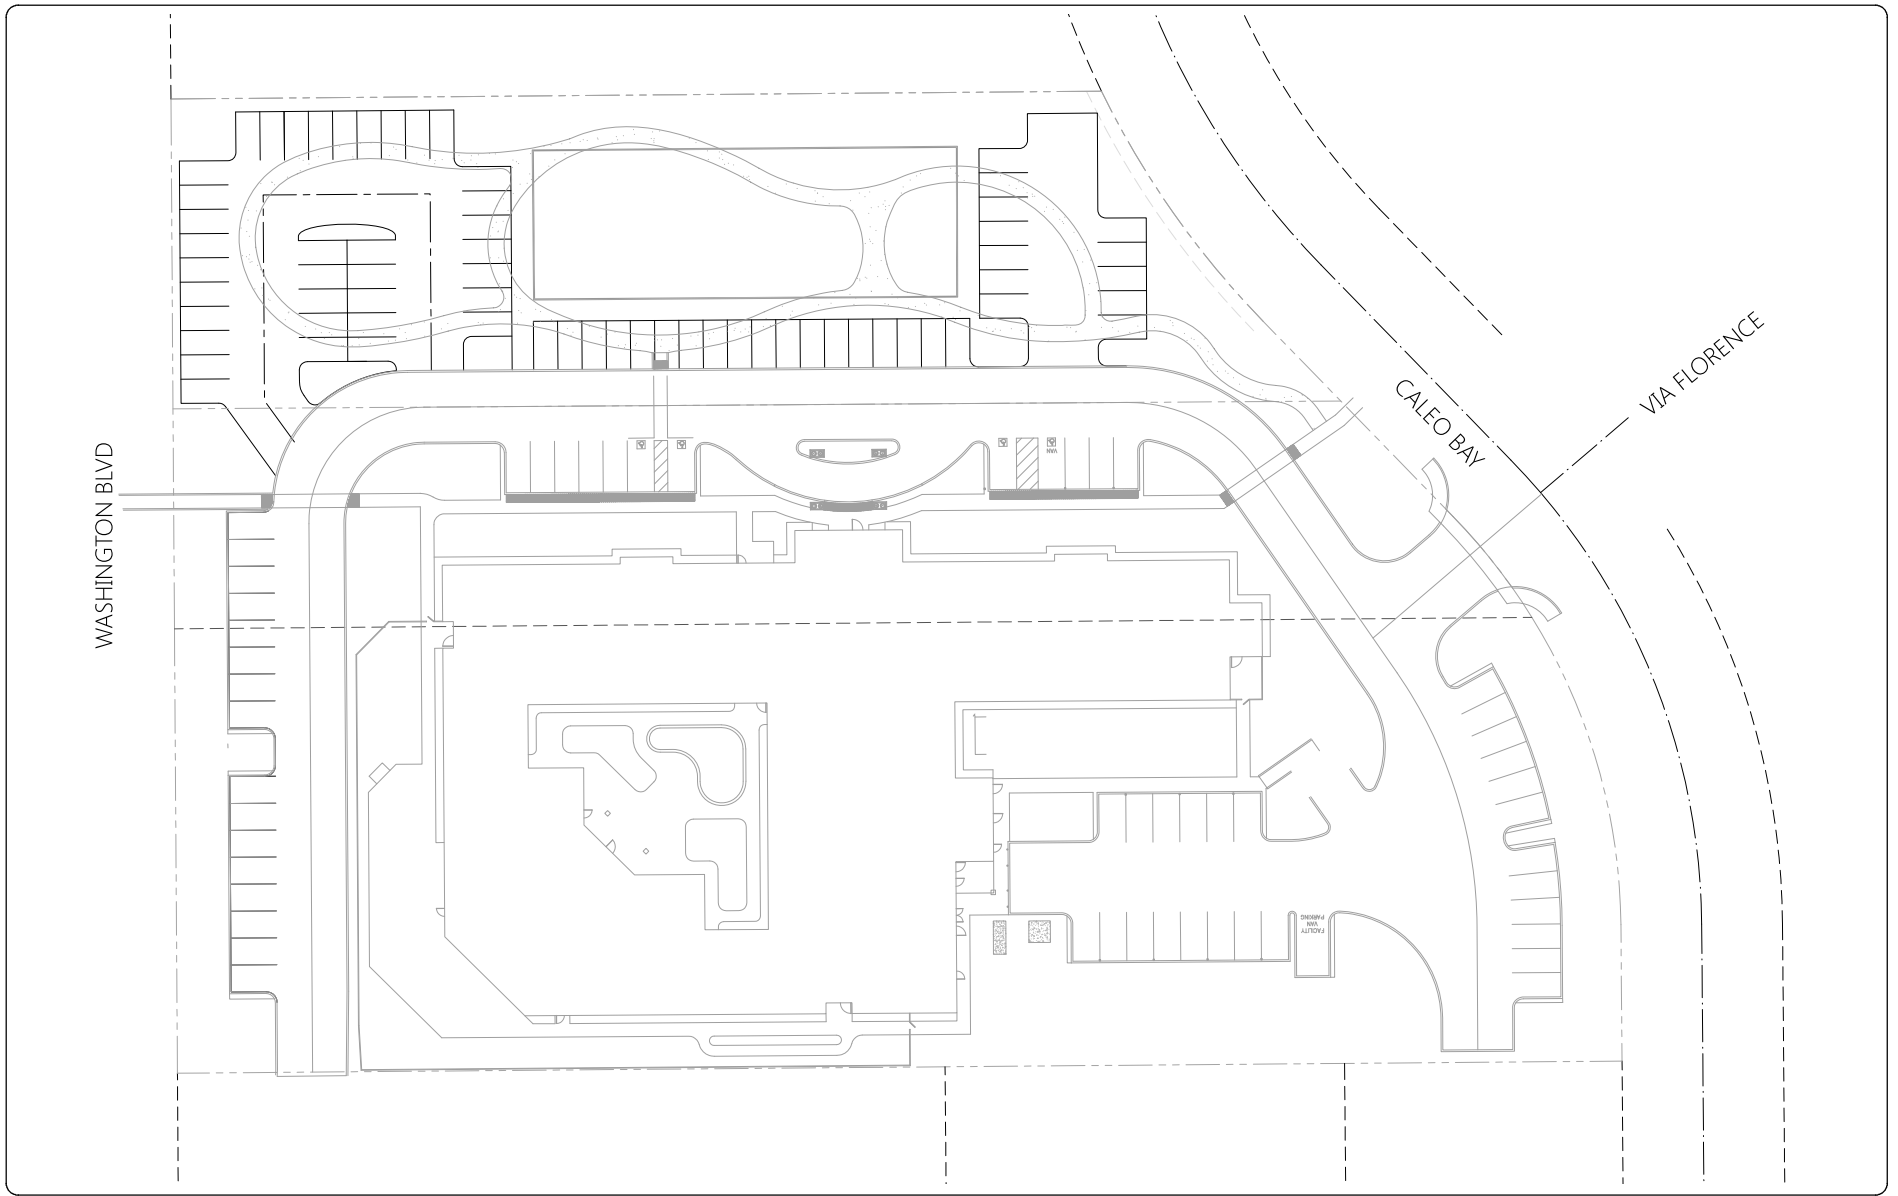 VIA FLORENCE
CALEO BAY
WASHINGTON BLVD
VAN
FACILITY
VAN
PARKING